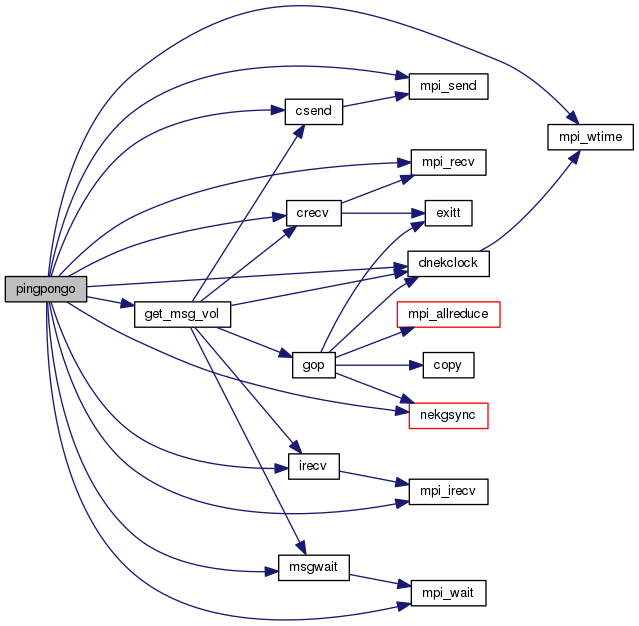 mpi_send
csend
mpi_wtime
mpi_recv
crecv
exitt
dnekclock
pingpongo
get_msg_vol
mpi_allreduce
gop
copy
nekgsync
irecv
mpi_irecv
msgwait
mpi_wait